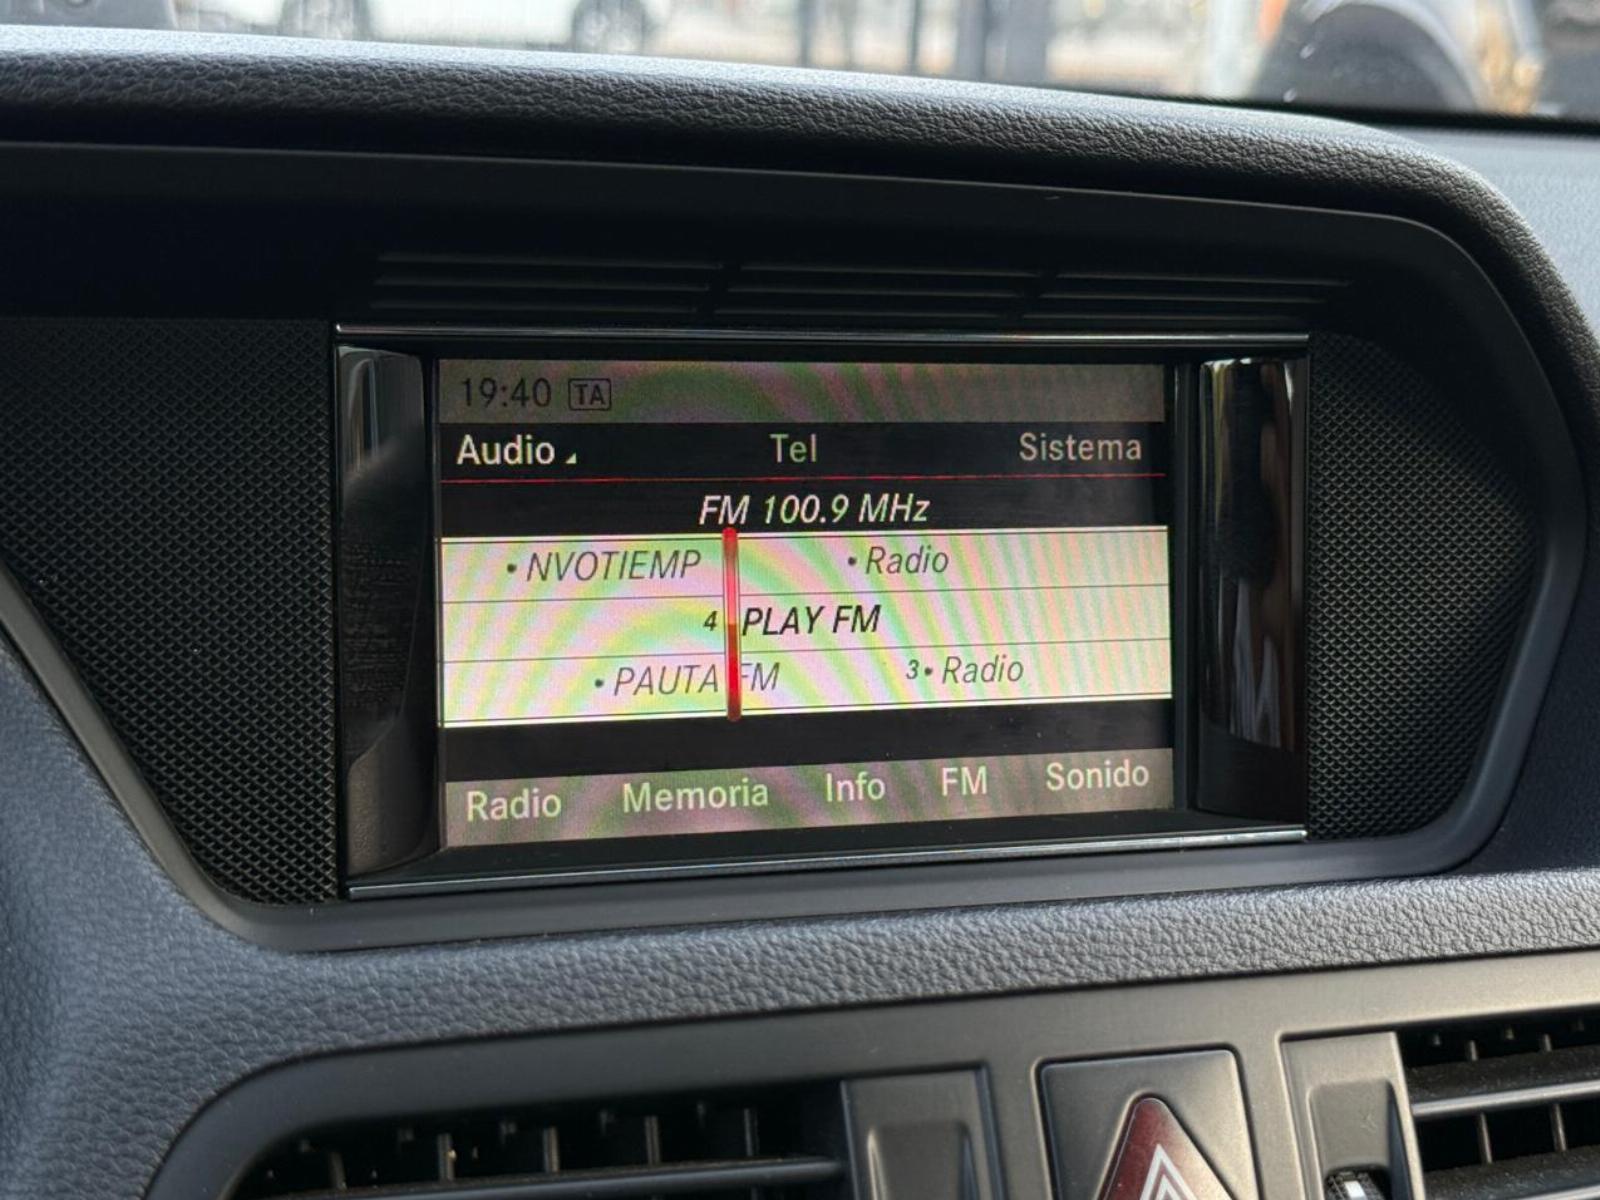 19:40 TA
Audio Tel Sistema
FM 100.9 MHz
• NVOTIEMP • Radio
4 PLAY FM
• PAUTA FM 3• Radio
Radio Memoria Info FM Sonido